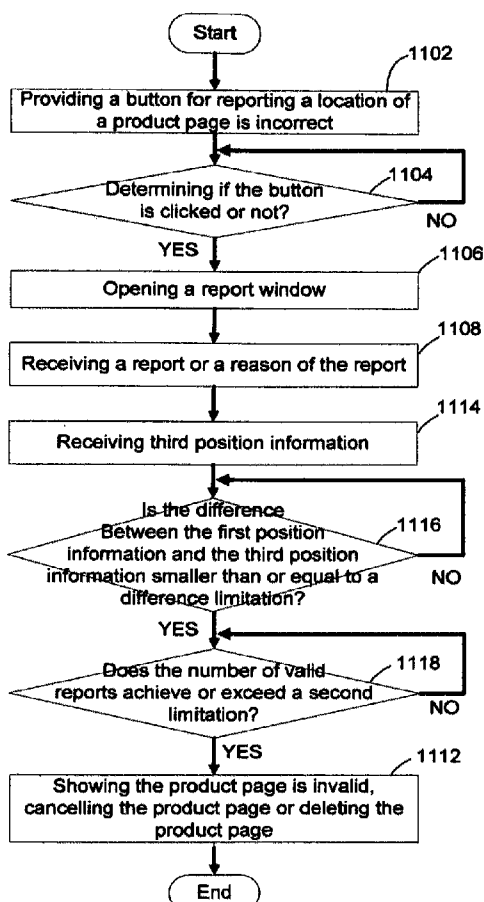 Start
1102
Providing a button for reporting a location of
a product page is incorrect
1104
Determining if the button
is clicked or not?
NO
YES
1106
Opening a report window
1108
Receiving a report or a reason of the report
1114
Receiving third position information
Is the difference
Between the first position
information and the third position
information smaller than or equal to a
difference limitation?
1116
NO
YES
Does the number of valid
reports achieve or exceed a second
limitation?
1118
NO
YES
1112
Showing the product page is invalid,
cancelling the product page or deleting the
product page
End